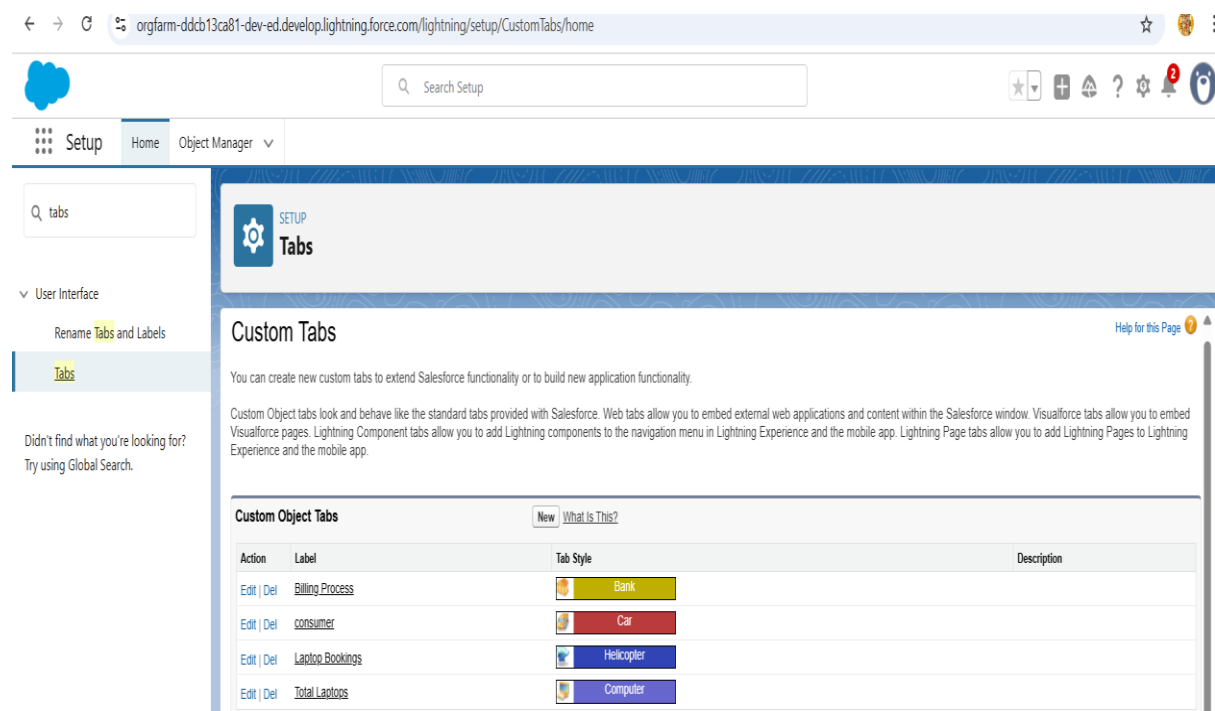 orgfarm-ddcb13ca81-dev-ed.develop.lightning.force.com/lightning/setup/CustomTabs/home
Search Setup
2
Setup Home Object Manager
tabs
SETUP
Tabs
User Interface
Rename Tabs and Labels
Tabs
Didn't find what you're looking for?
Try using Global Search.
Custom Tabs
Help for this Page
You can create new custom tabs to extend Salesforce functionality or to build new application functionality.
Custom Object tabs look and behave like the standard tabs provided with Salesforce. Web tabs allow you to embed external web applications and content within the Salesforce window. Visualforce tabs allow you to embed
Visualforce pages. Lightning Component tabs allow you to add Lightning components to the navigation menu in Lightning Experience and the mobile app. Lightning Page tabs allow you to add Lightning Pages to Lightning
Experience and the mobile app.
Custom Object Tabs New What Is This?
Action Label Tab Style Description
Edit | Del Billing Process Bank
Edit | Del consumer Car
Edit | Del Laptop Bookings Helicopter
Edit | Del Total Laptops Computer